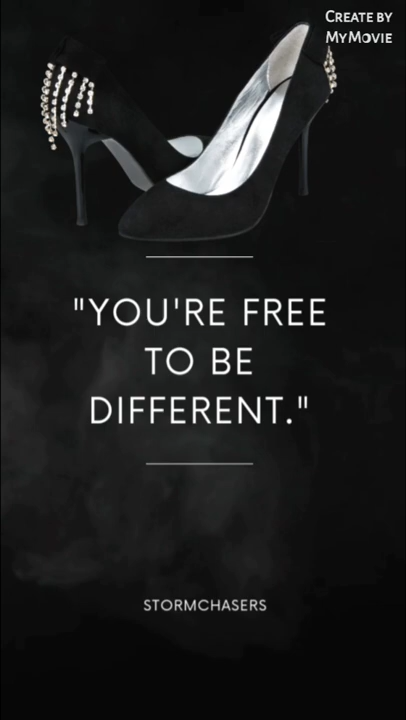 CREATE BY
MYMOVIE
"YOU'RE FREE
TO BE
DIFFERENT."
STORMCHASERS